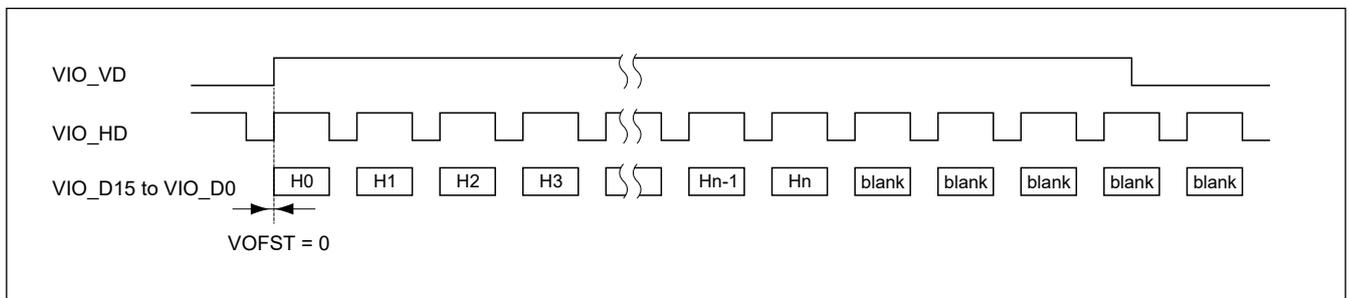 VIO_VD
VIO_HD
VIO_D15 to VIO_D0 H0 H1 H2 H3 Hn-1 Hn blank blank blank blank blank
VOFST = 0